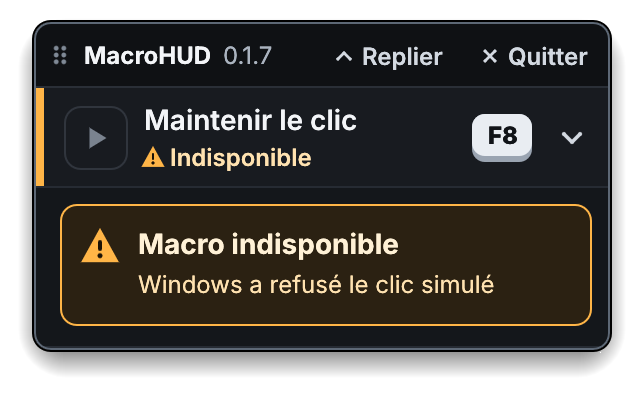 MacroHUD 0.1.7 Replier Quitter
Maintenir le clic
Indisponible
F8
Macro indisponible
Windows a refusé le clic simulé